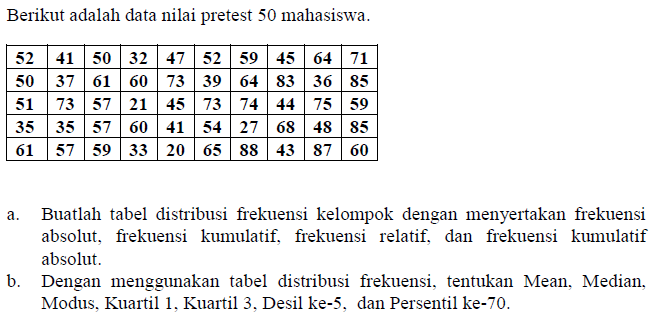 Berikut adalah data nilai pretest 50 mahasiswa.
52 41 50 32 47 52 59 45 64 71
50 37 61 60 73 39 64 83 36 85
51 73 57 21 45 73 74 44 75 59
35 35 57 60 41 54 27 68 48 85
61 57 59 33 20 65 88 43 87 60
a. Buatlah tabel distribusi frekuensi kelompok dengan menyertakan frekuensi
absolut, frekuensi kumulatif, frekuensi relatif, dan frekuensi kumulatif
absolut.
b. Dengan menggunakan tabel distribusi frekuensi, tentukan Mean, Median,
Modus, Kuartil 1, Kuartil 3, Desil ke-5, dan Persentil ke-70.